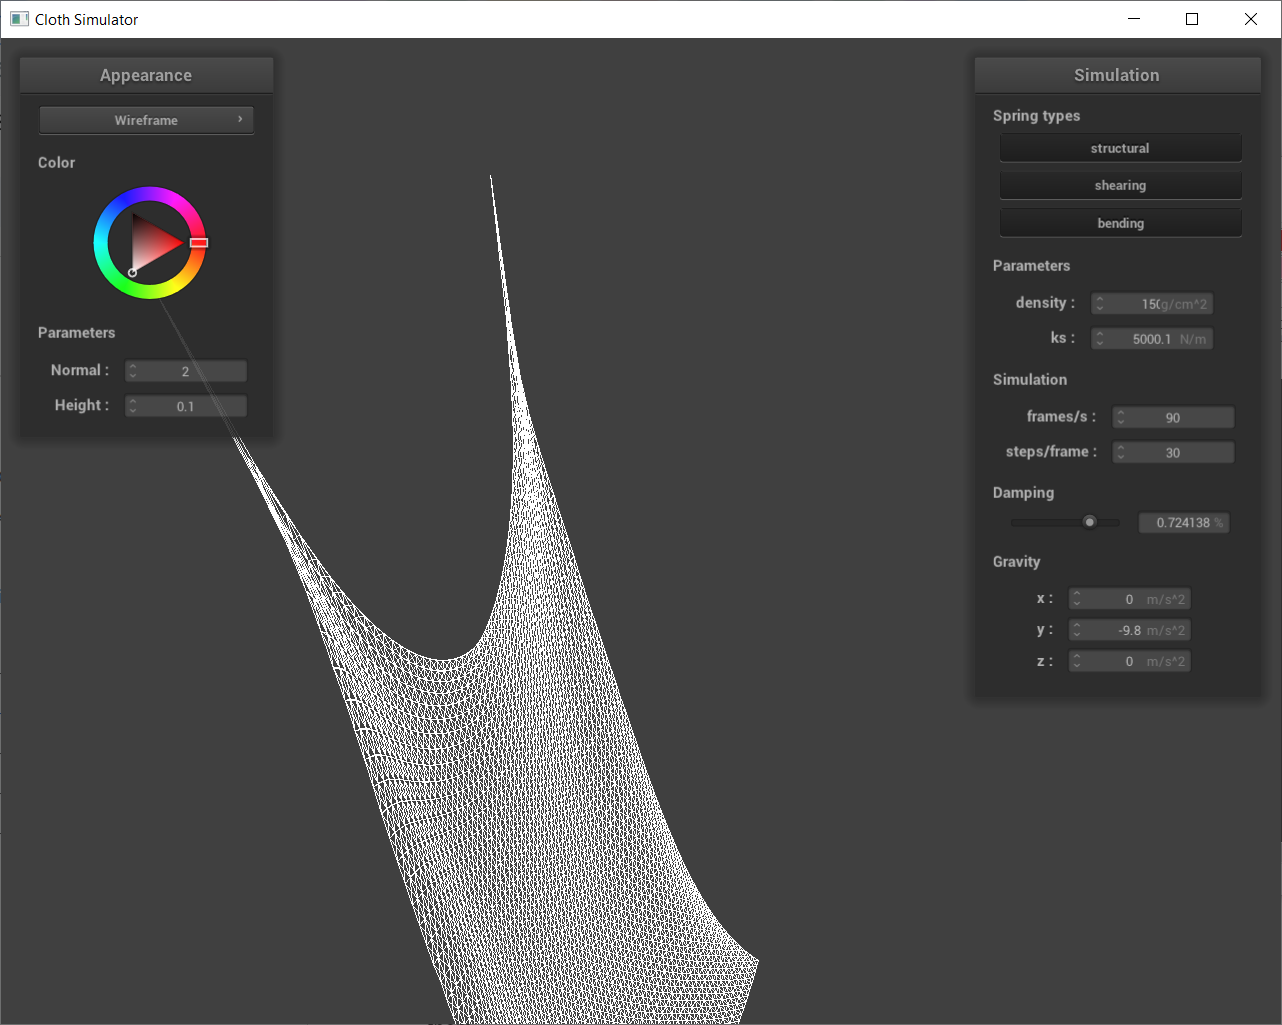 Cloth Simulator
Appearance
Wireframe
Color
Parameters
Normal : 2
Height : 0.1
Simulation
Spring types
structural
shearing
bending
Parameters
density : 150 g/cm^2
ks : 5000.1 N/m
Simulation
frames/s : 90
steps/frame : 30
Damping
0.724138 %
Gravity
x : 0 m/s^2
y : -9.8 m/s^2
z : 0 m/s^2